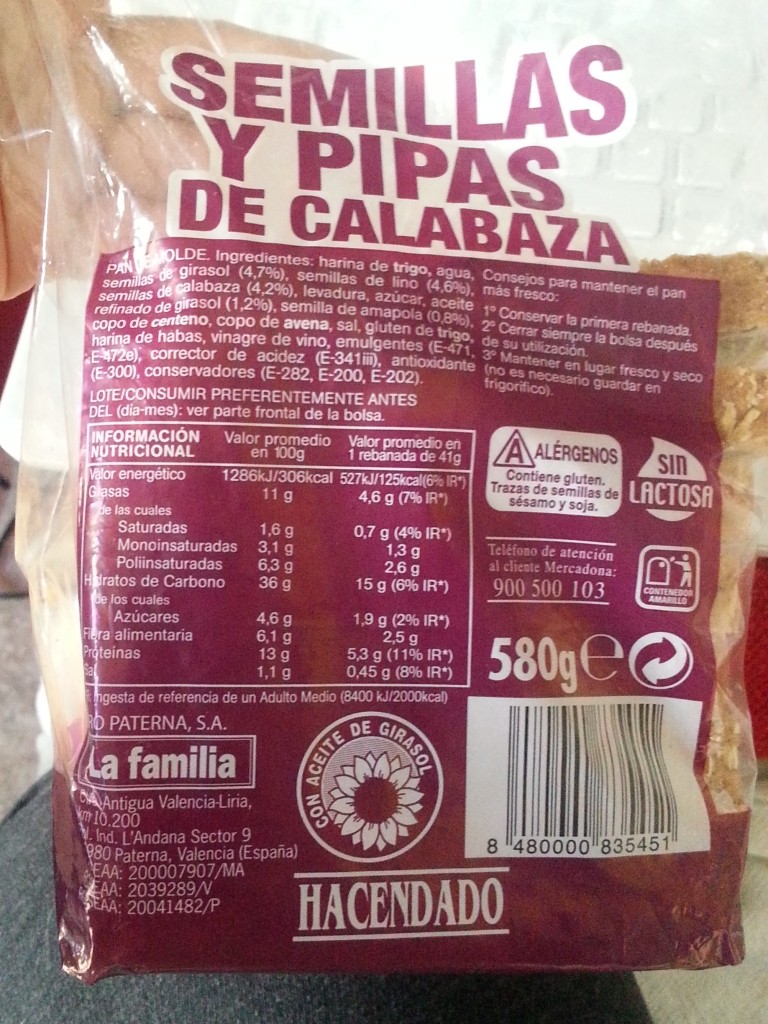 SEMILLAS
Y PIPAS
DE CALABAZA
PAN DE MOLDE. Ingredientes: harina de trigo, agua,
semillas de girasol (4,7%), semillas de lino (4,6%),
semillas de calabaza (4,2%), levadura, azúcar, aceite
refinado de girasol (1,2%), semilla de amapola (0,8%),
copo de centeno, copo de avena, sal, gluten de trigo,
harina de habas, vinagre de vino, emulgentes (E-471,
E-472e), corrector de acidez (E-341iii), antioxidante
(E-300), conservadores (E-282, E-200, E-202).
LOTE/CONSUMIR PREFERENTEMENTE ANTES
DEL (día-mes): ver parte frontal de la bolsa.
Consejos para mantener el pan
más fresco:
1º Conservar la primera rebanada.
2º Cerrar siempre la bolsa después
de su utilización.
3º Mantener en lugar fresco y seco
(no es necesario guardar en
frigorífico).
INFORMACIÓN NUTRICIONAL Valor promedio en 100g Valor promedio en 1 rebanada de 41g
Valor energético 1286kJ/306kcal 527kJ/125kcal(6% IR*)
Grasas 11 g 4,6 g (7% IR*)
de las cuales
Saturadas 1,6 g 0,7 g (4% IR*)
Monoinsaturadas 3,1 g 1,3 g
Poliinsaturadas 6,3 g 2,6 g
Hidratos de Carbono 36 g 15 g (6% IR*)
de los cuales
Azúcares 4,6 g 1,9 g (2% IR*)
Fibra alimentaria 6,1 g 2,5 g
Proteínas 13 g 5,3 g (11% IR*)
Sal 1,1 g 0,45 g (8% IR*)
Ingesta de referencia de un Adulto Medio (8400 kJ/2000kcal)
A ALÉRGENOS
Contiene gluten.
Trazas de semillas de
sésamo y soja.
SIN
LACTOSA
Teléfono de atención
al cliente Mercadona:
900 500 103
CONTENEDOR
AMARILLO
580g e
PATERNA, S.A.
La familia
Antigua Valencia-Liria,
km 10.200
Ind. L'Andana Sector 9
980 Paterna, Valencia (España)
EAA: 200007907/MA
EAA: 2039289/V
SEAA: 20041482/P
CON ACEITE DE GIRASOL
HACENDADO
8 480000 835451